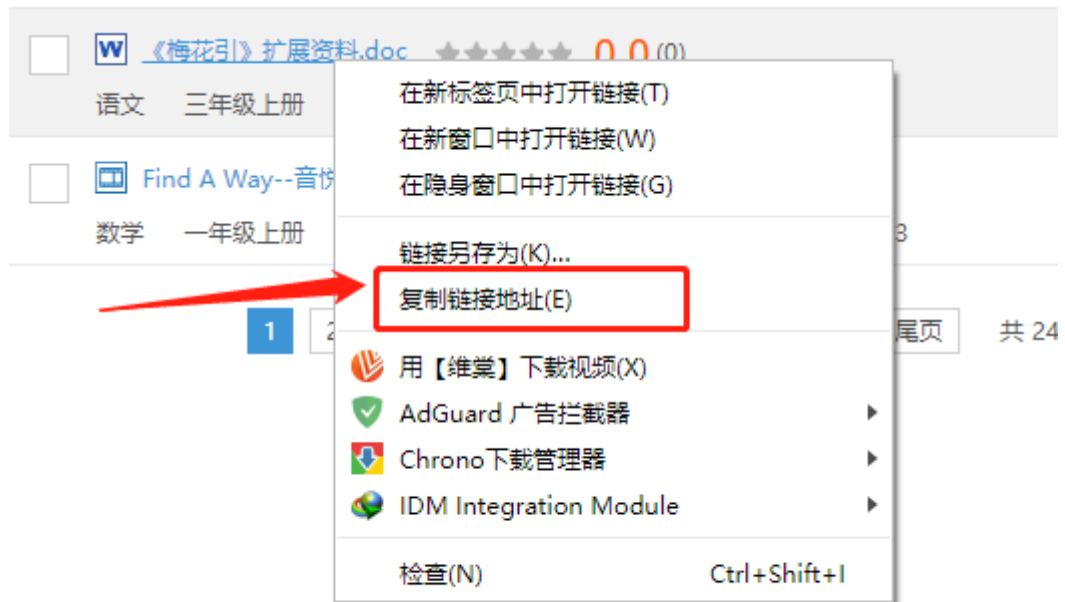 《梅花引》扩展资料.doc 0.0 (0)
语文 三年级上册
Find A Way--音悦
数学 一年级上册
1
尾页 共 24
在新标签页中打开链接(T)
在新窗口中打开链接(W)
在隐身窗口中打开链接(G)
链接另存为(K)...
复制链接地址(E)
用【维棠】下载视频(X)
AdGuard 广告拦截器
Chrono下载管理器
IDM Integration Module
检查(N) Ctrl+Shift+I